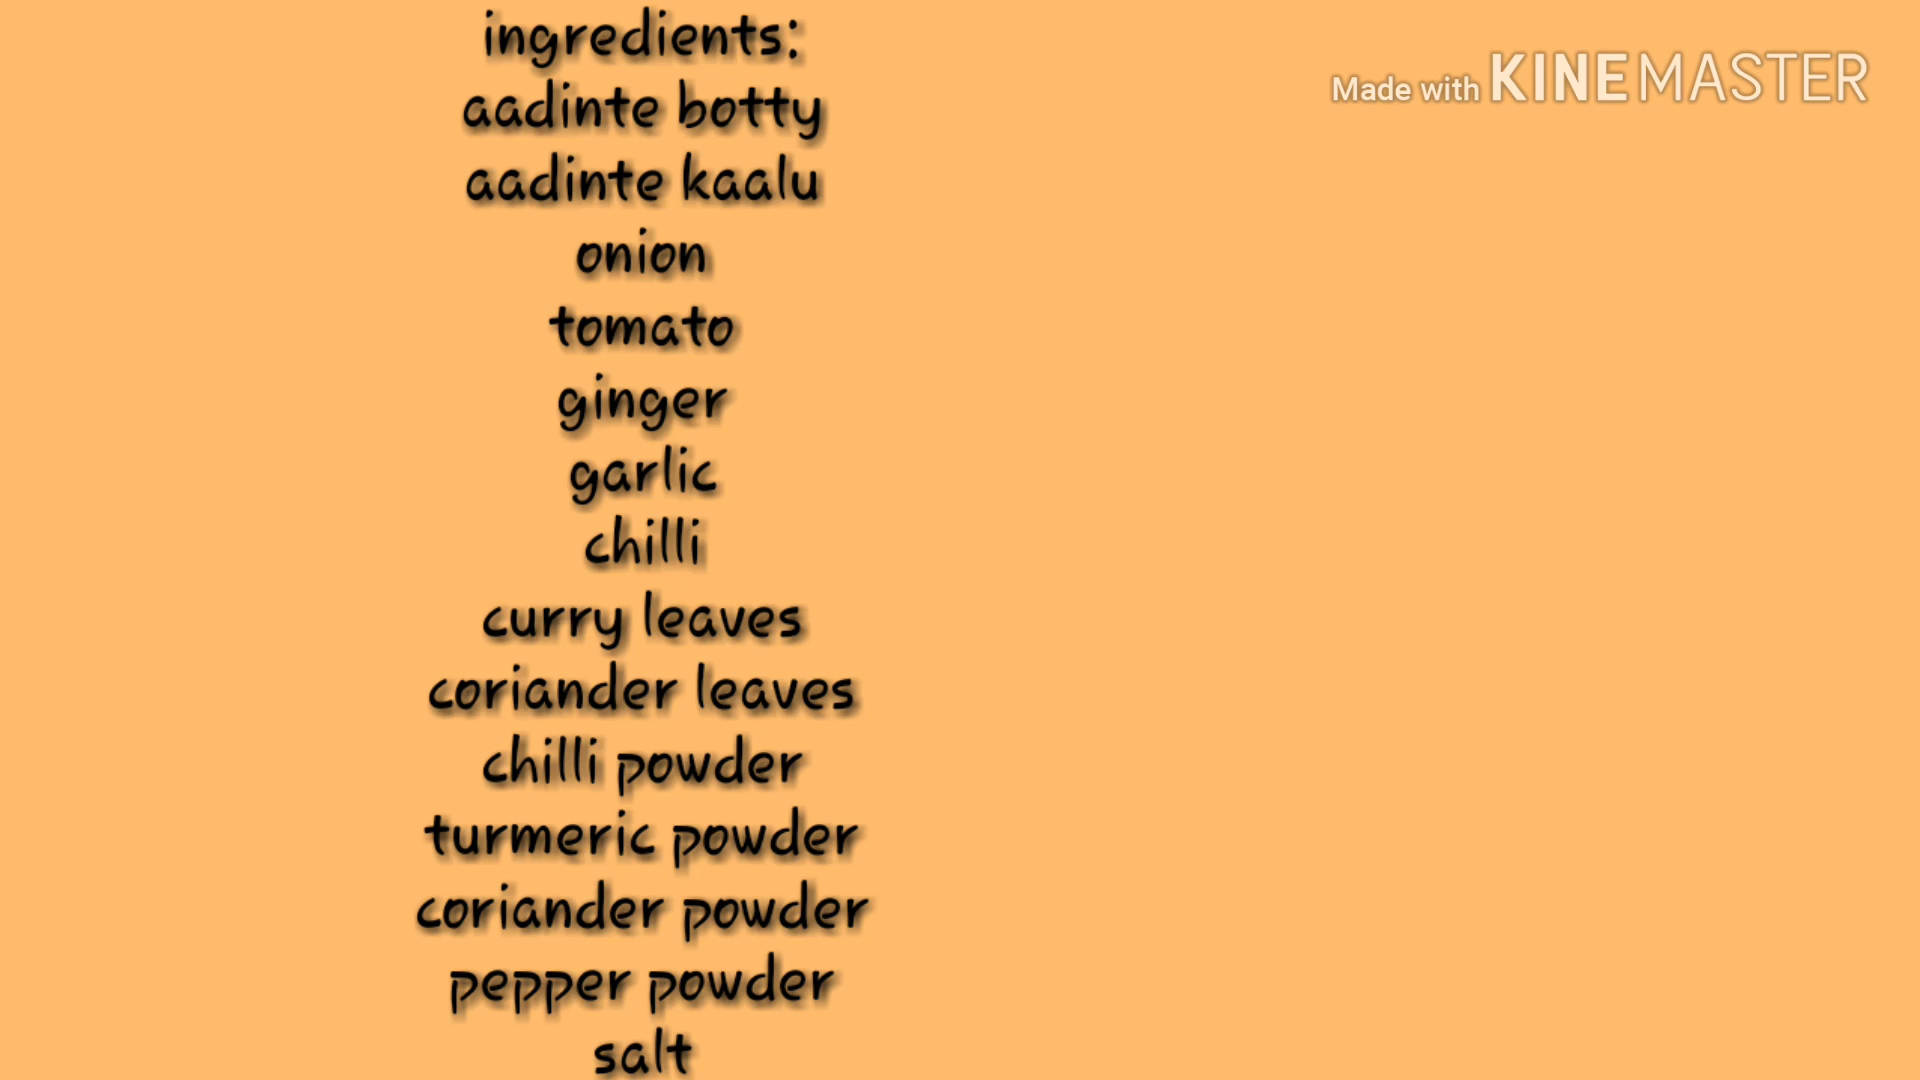 ingredients:
aadinte botty
aadinte kaalu
onion
tomato
ginger
garlic
chilli
curry leaves
coriander leaves
chilli powder
turmeric powder
coriander powder
pepper powder
salt
Made with KINEMASTER